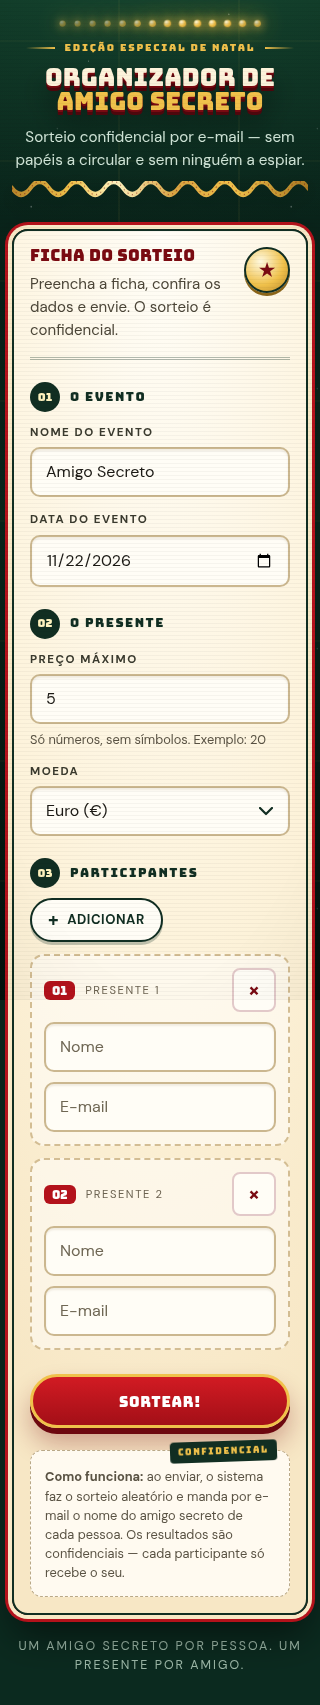 EDIÇÃO ESPECIAL DE NATAL
ORGANIZADOR DE
AMIGO SECRETO
Sorteio confidencial por e-mail — sem
papéis a circular e sem ninguém a espiar.
FICHA DO SORTEIO
Preencha a ficha, confira os
dados e envie. O sorteio é
confidencial.
01 O EVENTO
NOME DO EVENTO
Amigo Secreto
DATA DO EVENTO
11/22/2026
02 O PRESENTE
PREÇO MÁXIMO
5
Só números, sem símbolos. Exemplo: 20
MOEDA
Euro (€)
03 PARTICIPANTES
+ ADICIONAR
01 PRESENTE 1 ×
Nome
E-mail
02 PRESENTE 2 ×
Nome
E-mail
SORTEAR!
CONFIDENCIAL
Como funciona: ao enviar, o sistema
faz o sorteio aleatório e manda por e-
mail o nome do amigo secreto de
cada pessoa. Os resultados são
confidenciais — cada participante só
recebe o seu.
UM AMIGO SECRETO POR PESSOA. UM
PRESENTE POR AMIGO.